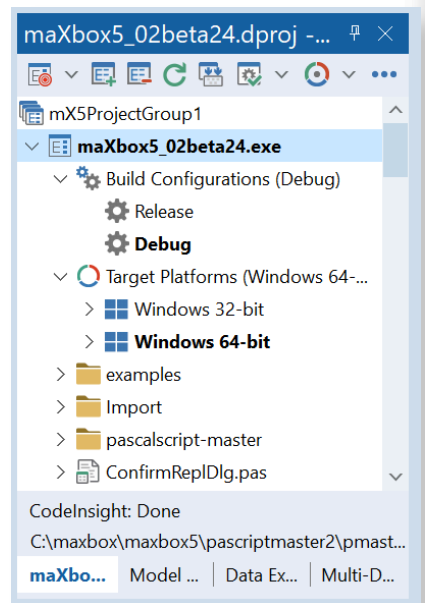 maXbox5_02beta24.dproj -...
mX5ProjectGroup1
maXbox5_02beta24.exe
Build Configurations (Debug)
Release
Debug
Target Platforms (Windows 64-...
Windows 32-bit
Windows 64-bit
examples
Import
pascalscript-master
ConfirmReplDlg.pas
CodeInsight: Done
C:\maxbox\maxbox5\pascriptmaster2\pmast...
maXbo... Model ... Data Ex... Multi-D...